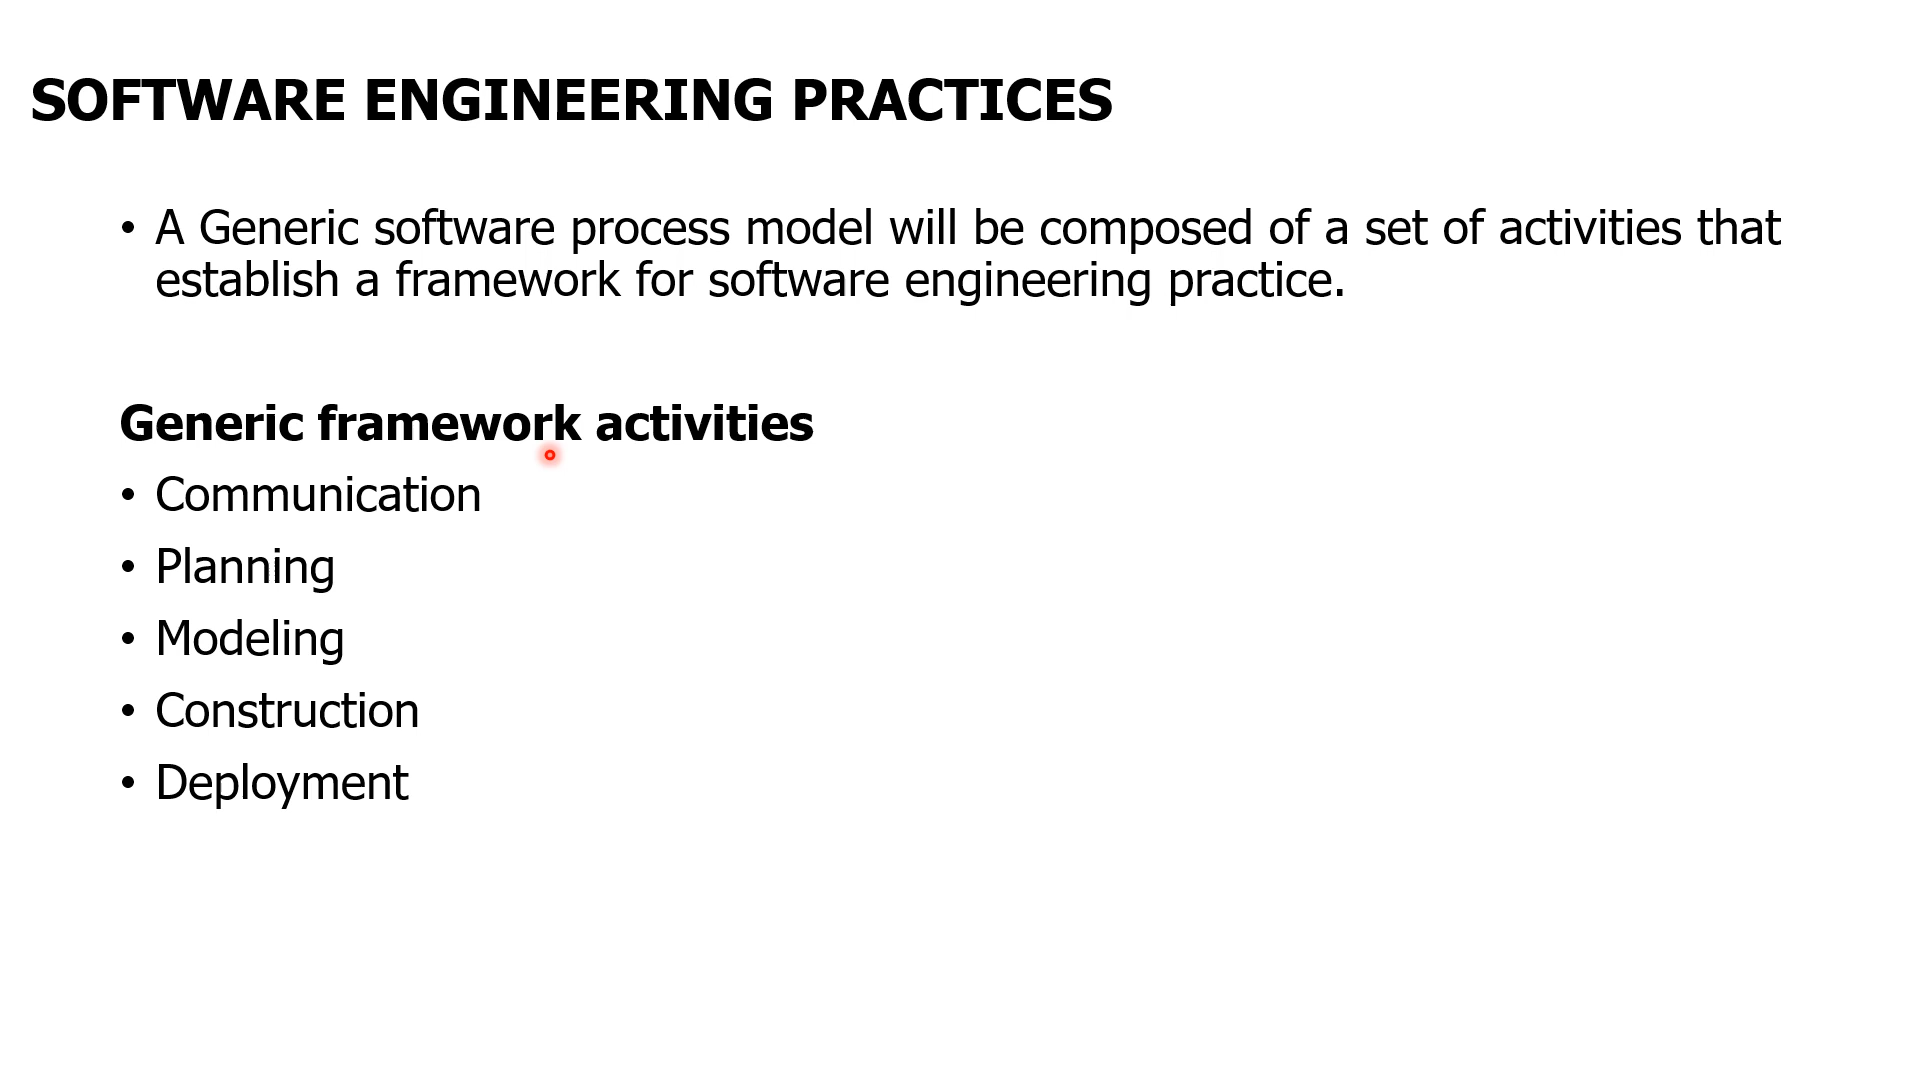 SOFTWARE ENGINEERING PRACTICES
• A Generic software process model will be composed of a set of activities that
establish a framework for software engineering practice.
Generic framework activities
• Communication
• Planning
• Modeling
• Construction
• Deployment